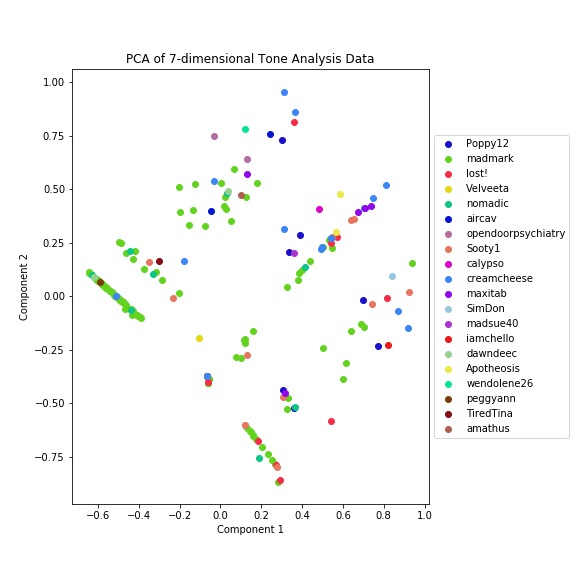 PCA of 7-dimensional Tone Analysis Data
1.00
0.75
0.50
0.25
0.00
−0.25
−0.50
−0.75
Component 2
−0.6
−0.4
−0.2
0.0
0.2
0.4
0.6
0.8
1.0
Component 1
Poppy12
madmark
lost!
Velveeta
nomadic
aircav
opendoorpsychiatry
Sooty1
calypso
creamcheese
maxitab
SimDon
madsue40
iamchello
dawndeec
Apotheosis
wendolene26
peggyann
TiredTina
amathus